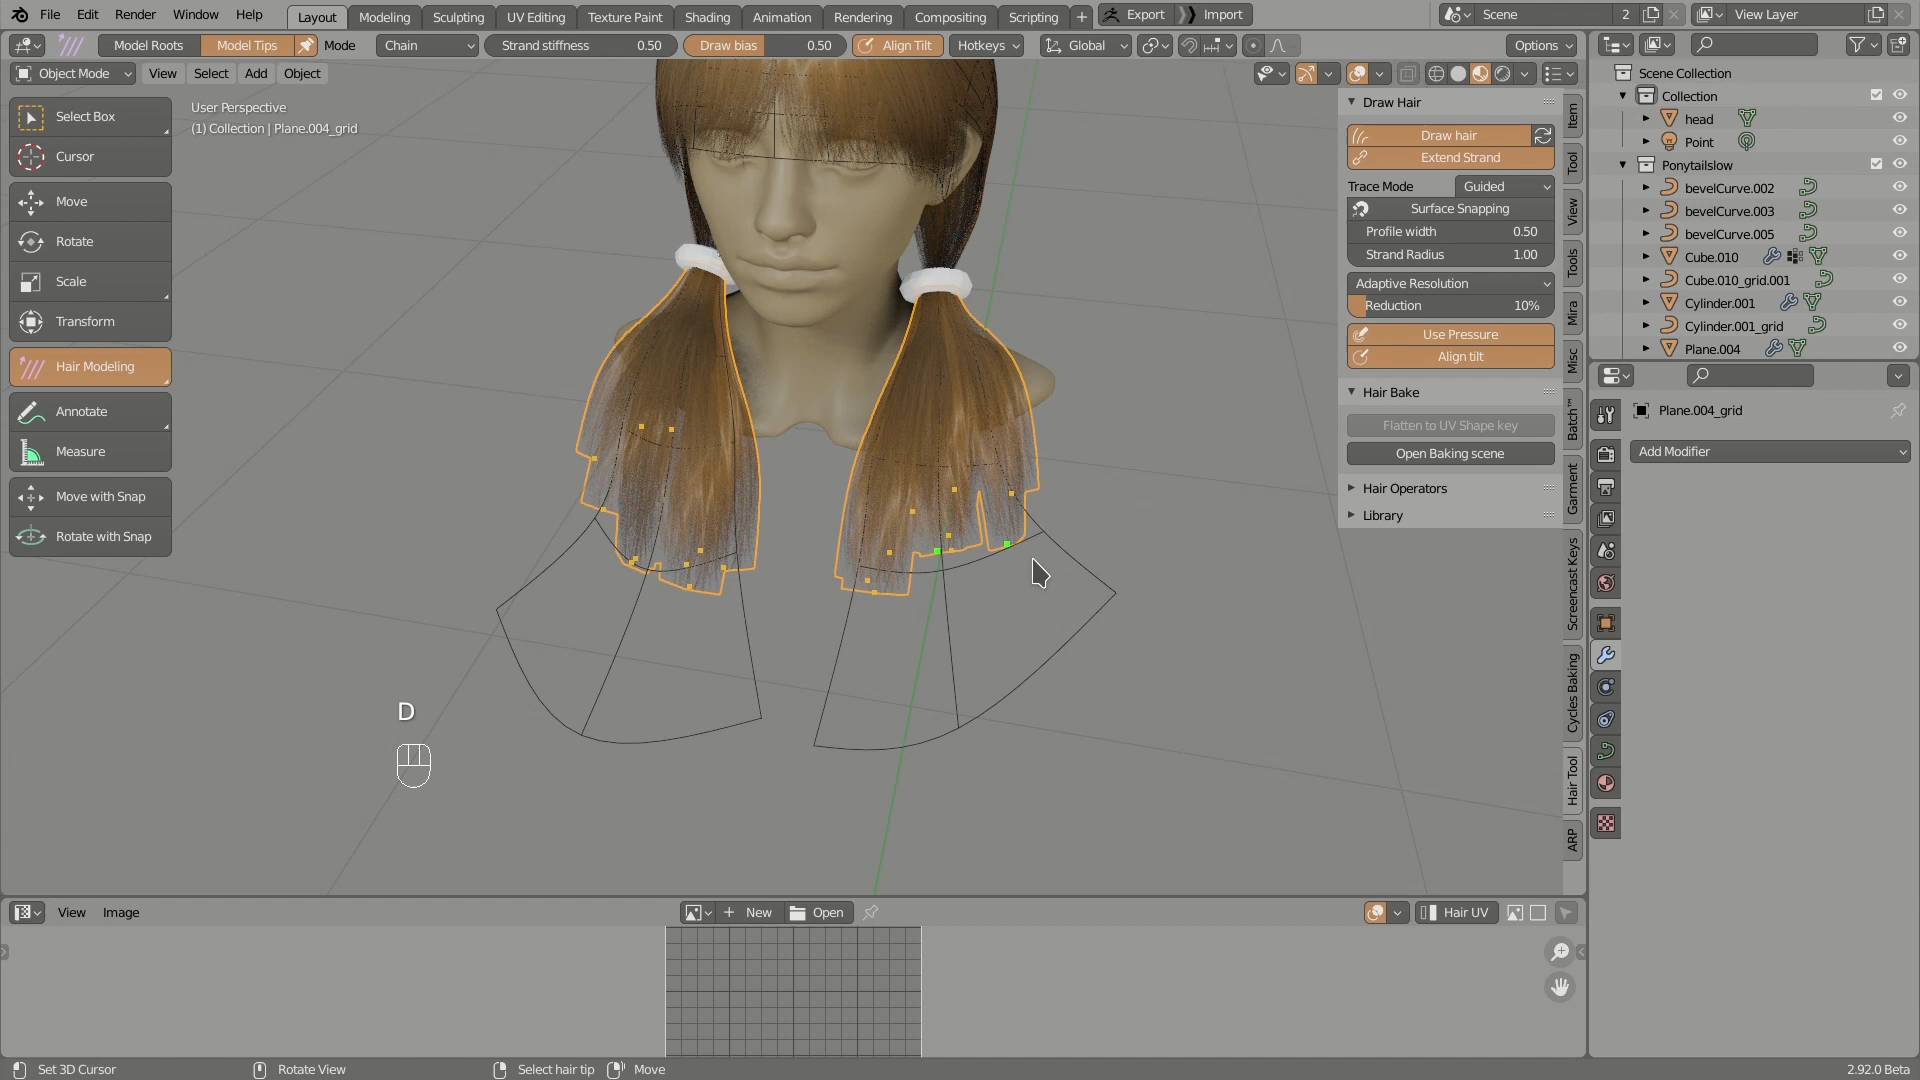 File Edit Render Window Help Layout Modeling Sculpting UV Editing Texture Paint Shading Animation Rendering Compositing Scripting + Export Import Scene 2 View Layer
Model Roots Model Tips Mode Chain Strand stiffness 0.50 Draw bias 0.50 Align Tilt Hotkeys Global Options
Object Mode View Select Add Object
Select Box
Cursor
Move
Rotate
Scale
Transform
Hair Modeling
Annotate
Measure
Move with Snap
Rotate with Snap
User Perspective
(1) Collection | Plane.004_grid
D
Draw Hair
Draw hair
Extend Strand
Trace Mode Guided
Surface Snapping
Profile width 0.50
Strand Radius 1.00
Adaptive Resolution
Reduction 10%
Use Pressure
Align tilt
Hair Bake
Flatten to UV Shape key
Open Baking scene
Hair Operators
Library
Item
Tool
View
Tools
Mira
Misc
Batch™
Garment
Screencast Keys
Cycles Baking
Hair Tool
ARP
Scene Collection
Collection
head
Point
Ponytailslow
bevelCurve.002
bevelCurve.003
bevelCurve.005
Cube.010
Cube.010_grid.001
Cylinder.001
Cylinder.001_grid
Plane.004
Plane.004_grid
Add Modifier
View Image + New Open Hair UV
Set 3D Cursor Rotate View Select hair tip Move 2.92.0 Beta